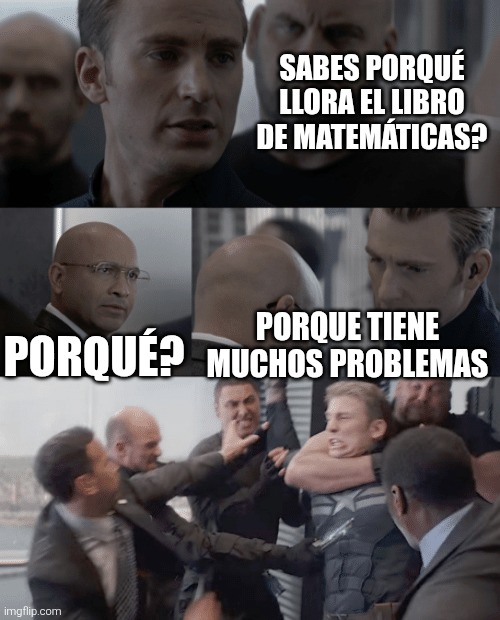 SABES PORQUÉ
LLORA EL LIBRO
DE MATEMÁTICAS?
PORQUÉ?
PORQUE TIENE
MUCHOS PROBLEMAS
imgflip.com